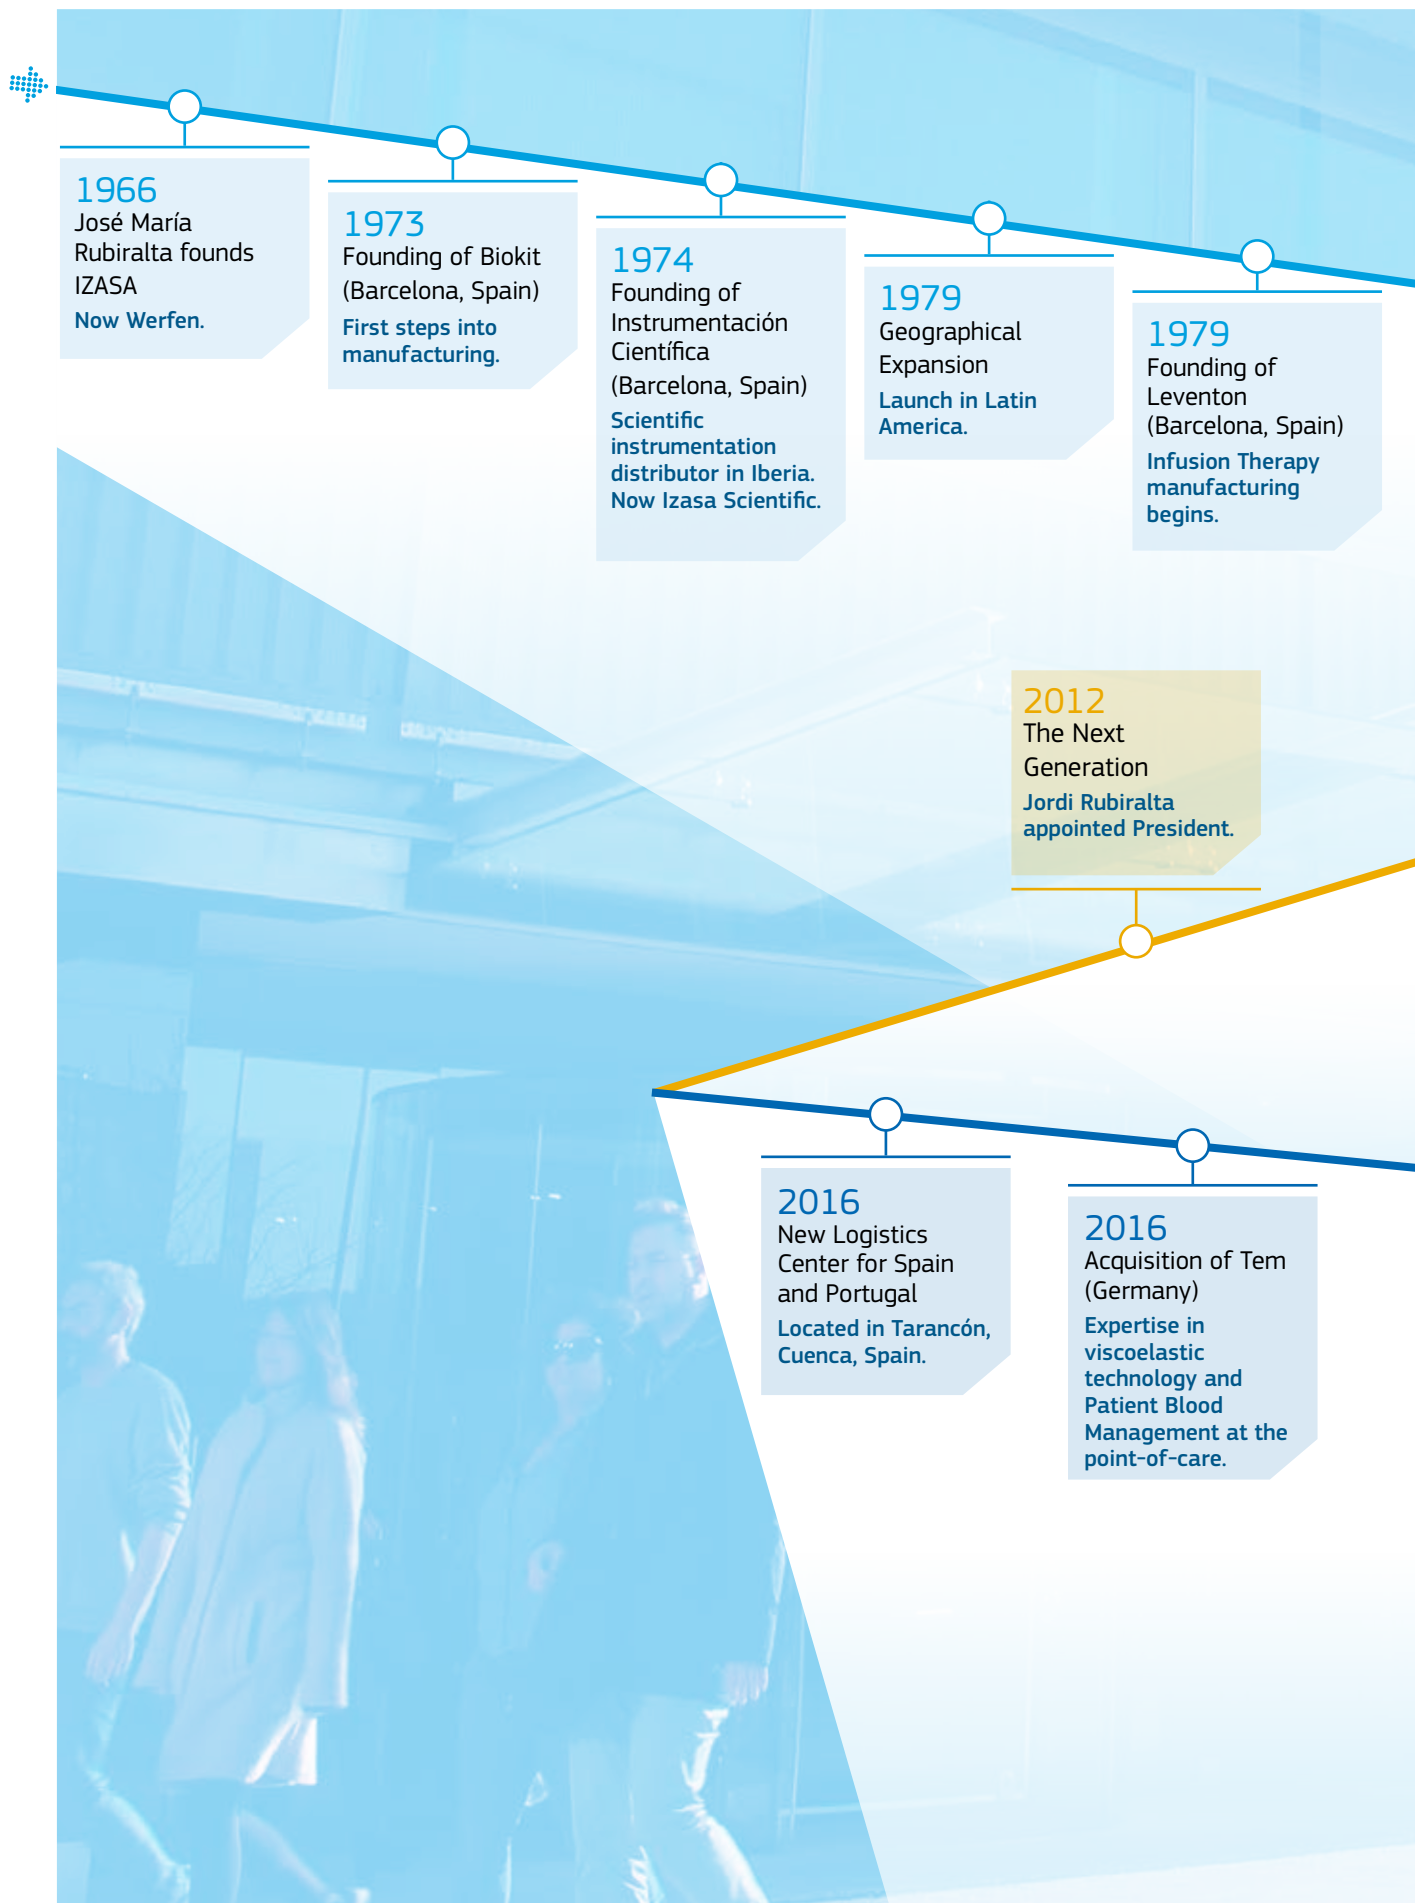 1966
José María
Rubiralta founds
IZASA
Now Werfen.
1973
Founding of Biokit
(Barcelona, Spain)
First steps into
manufacturing.
1974
Founding of
Instrumentación
Científica
(Barcelona, Spain)
Scientific
instrumentation
distributor in Iberia.
Now Izasa Scientific.
1979
Geographical
Expansion
Launch in Latin
America.
1979
Founding of
Leventon
(Barcelona, Spain)
Infusion Therapy
manufacturing
begins.
2012
The Next
Generation
Jordi Rubiralta
appointed President.
2016
New Logistics
Center for Spain
and Portugal
Located in Tarancón,
Cuenca, Spain.
2016
Acquisition of Tem
(Germany)
Expertise in
viscoelastic
technology and
Patient Blood
Management at the
point-of-care.